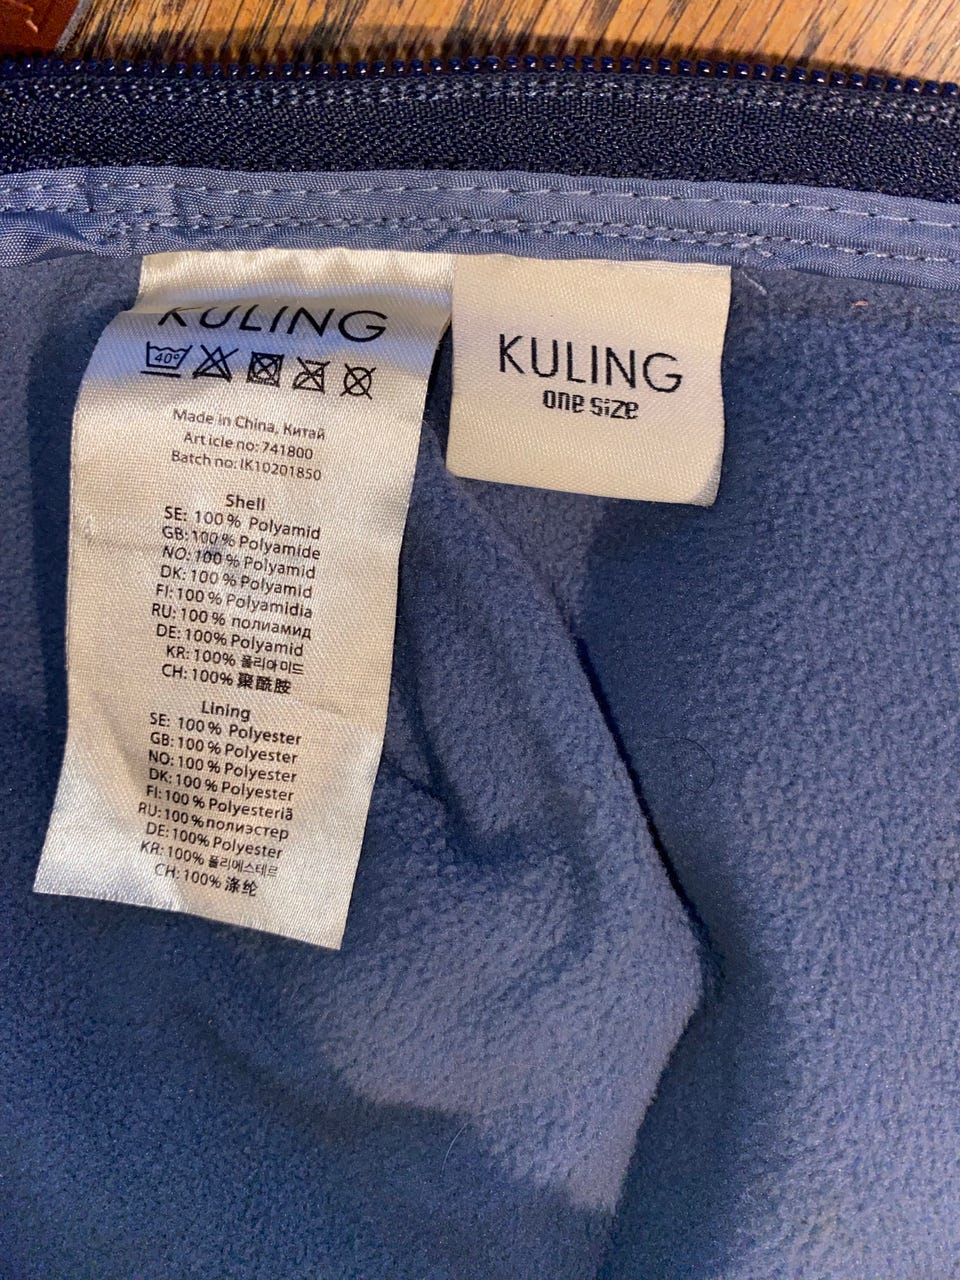 KULING
40°
Made in China, Китай
Article no: 741800
Batch no: IK10201850
Shell
SE: 100 % Polyamid
GB: 100 % Polyamide
NO: 100 % Polyamid
DK: 100 % Polyamid
FI: 100 % Polyamidia
RU: 100 % полиамид
DE: 100% Polyamid
KR: 100% 폴리아미드
CH: 100% 聚酰胺
Lining
SE: 100 % Polyester
GB: 100 % Polyester
NO: 100 % Polyester
DK: 100 % Polyester
FI: 100 % Polyesteriä
RU: 100 % полиэстер
DE: 100% Polyester
KR: 100% 폴리에스테르
CH: 100% 涤纶
KULING
one size